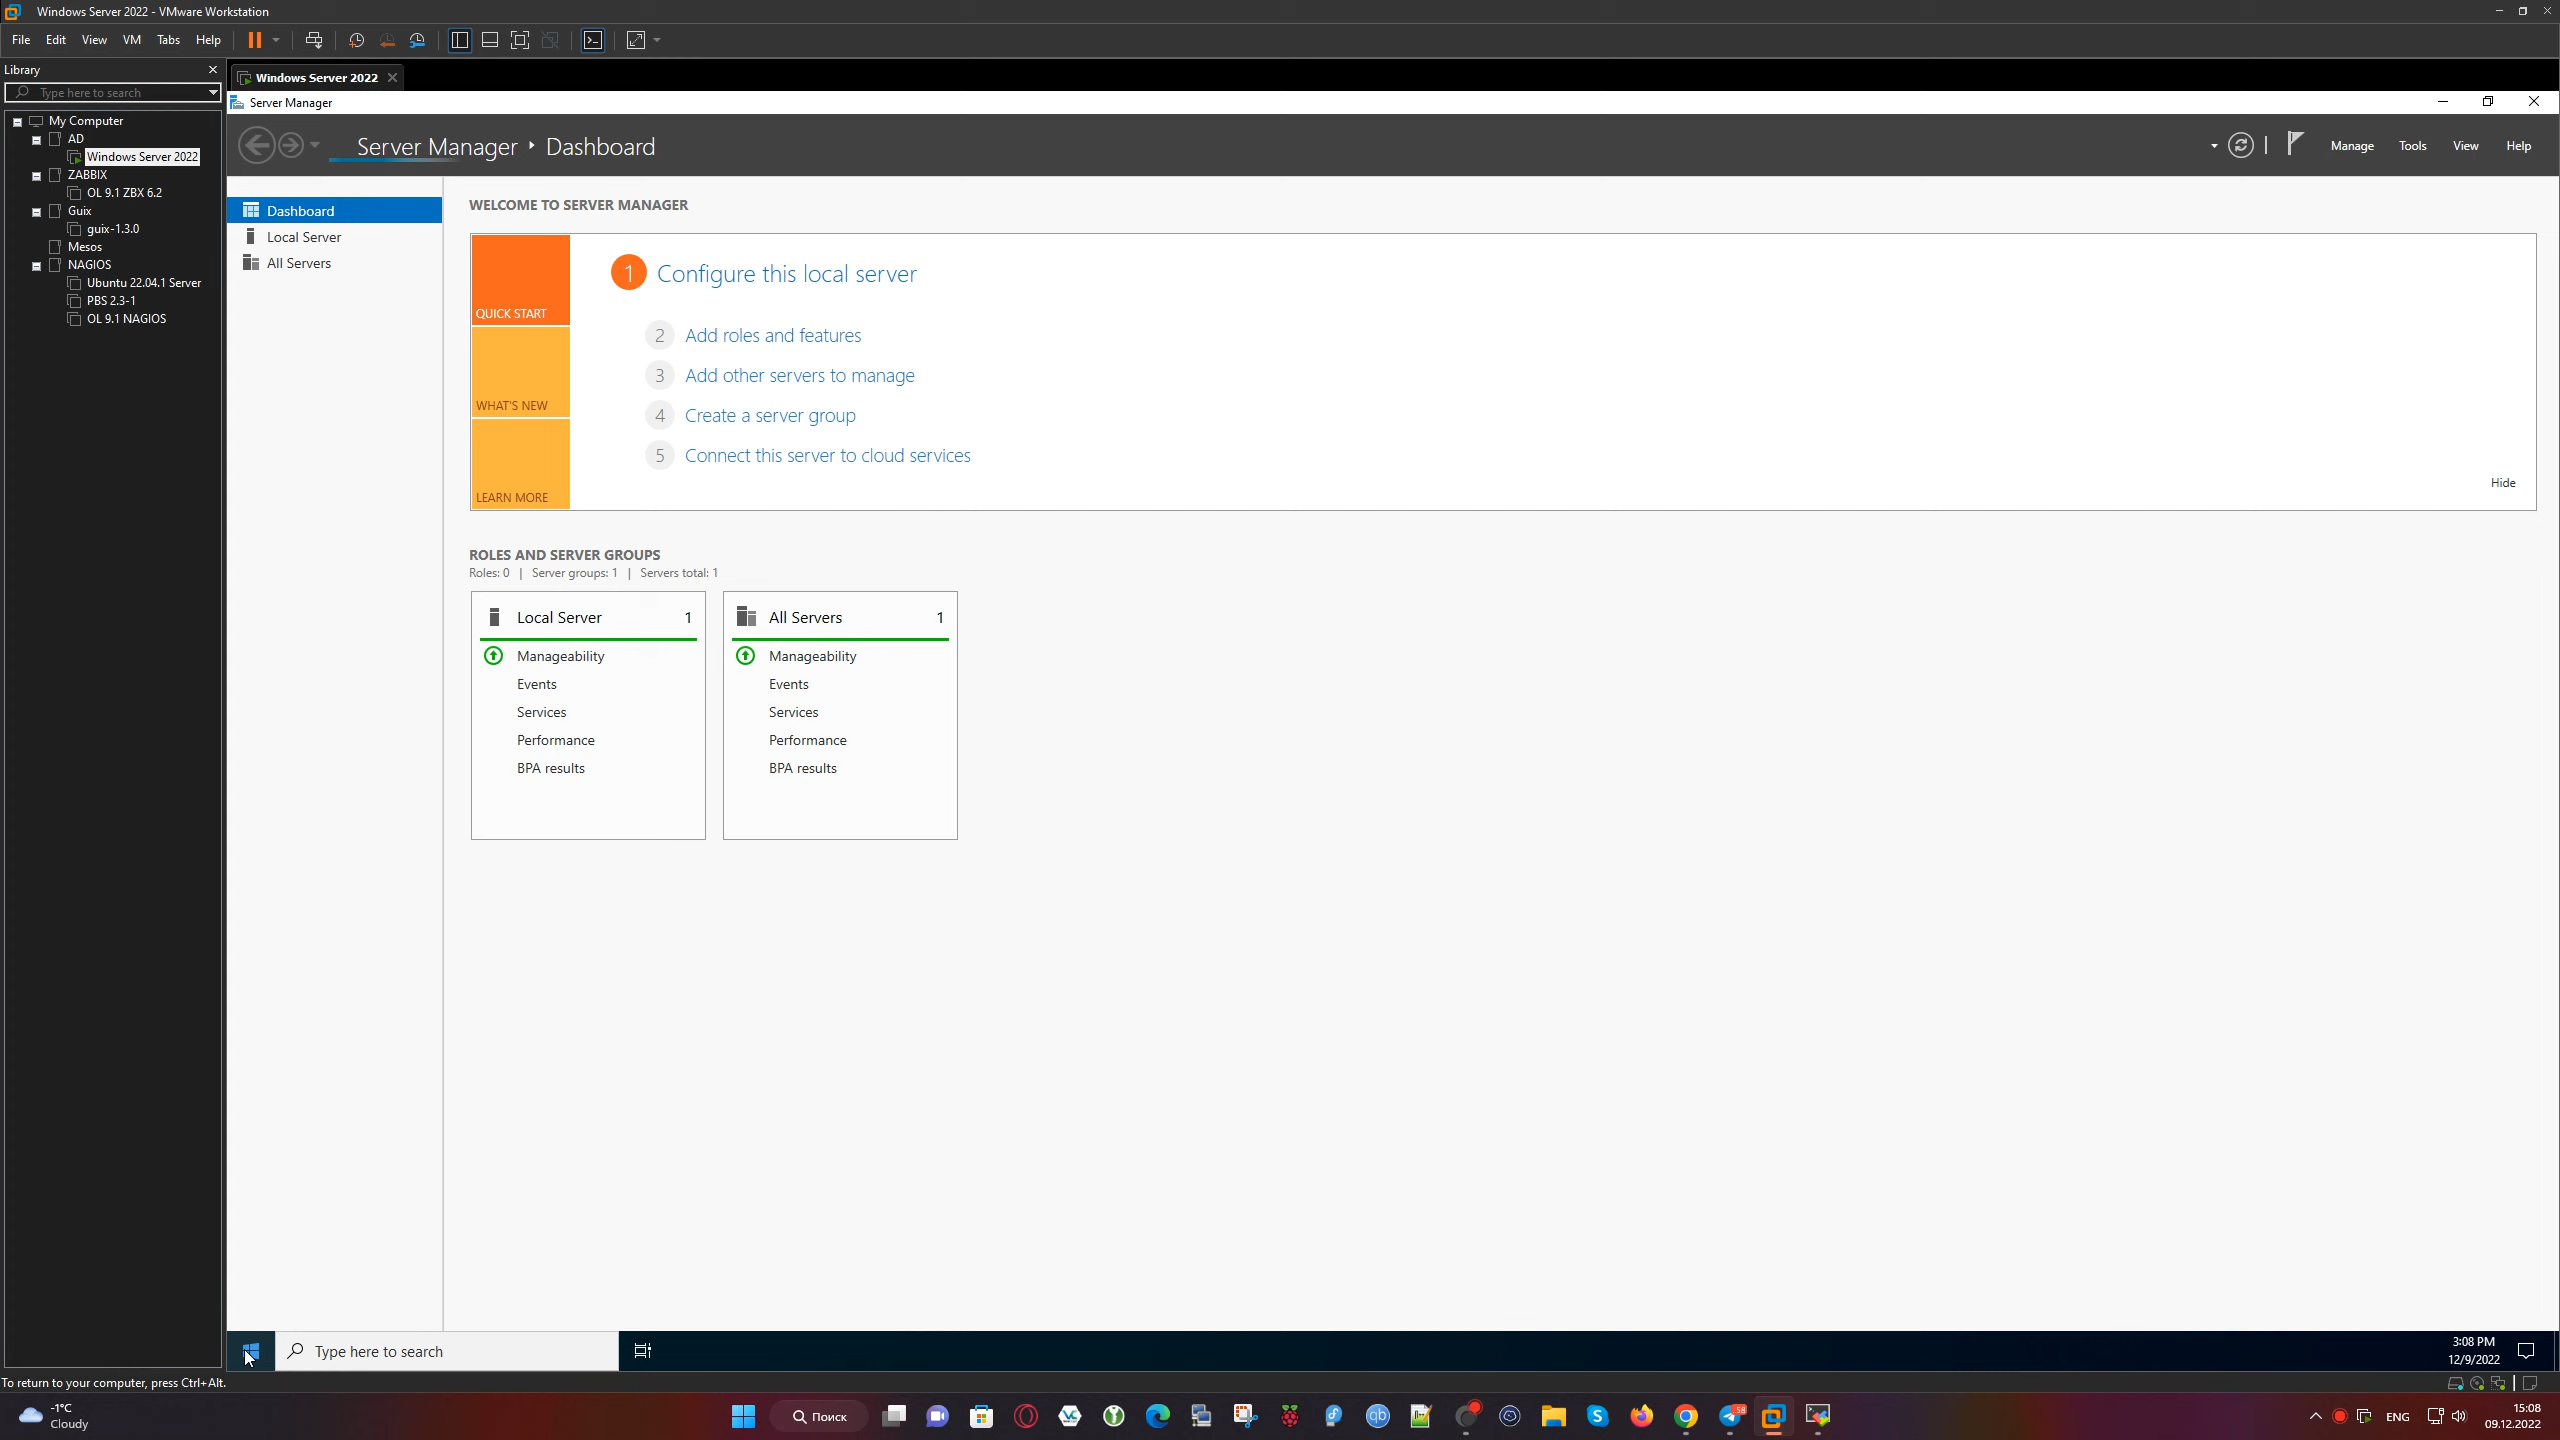 Windows Server 2022 - VMware Workstation
File Edit View VM Tabs Help
Library
Type here to search
My Computer
AD
Windows Server 2022
ZABBIX
OL 9.1 ZBX 6.2
Guix
guix-1.3.0
Mesos
NAGIOS
Ubuntu 22.04.1 Server
PBS 2.3-1
OL 9.1 NAGIOS
Windows Server 2022
Server Manager
Server Manager Dashboard
Manage Tools View Help
Dashboard
Local Server
All Servers
WELCOME TO SERVER MANAGER
QUICK START
WHAT'S NEW
LEARN MORE
1 Configure this local server
2 Add roles and features
3 Add other servers to manage
4 Create a server group
5 Connect this server to cloud services
Hide
ROLES AND SERVER GROUPS
Roles: 0 | Server groups: 1 | Servers total: 1
Local Server 1
Manageability
Events
Services
Performance
BPA results
All Servers 1
Manageability
Events
Services
Performance
BPA results
Type here to search
3:08 PM
12/9/2022
To return to your computer, press Ctrl+Alt.
-1°C
Cloudy
Поиск
qb
58
ENG
15:08
09.12.2022